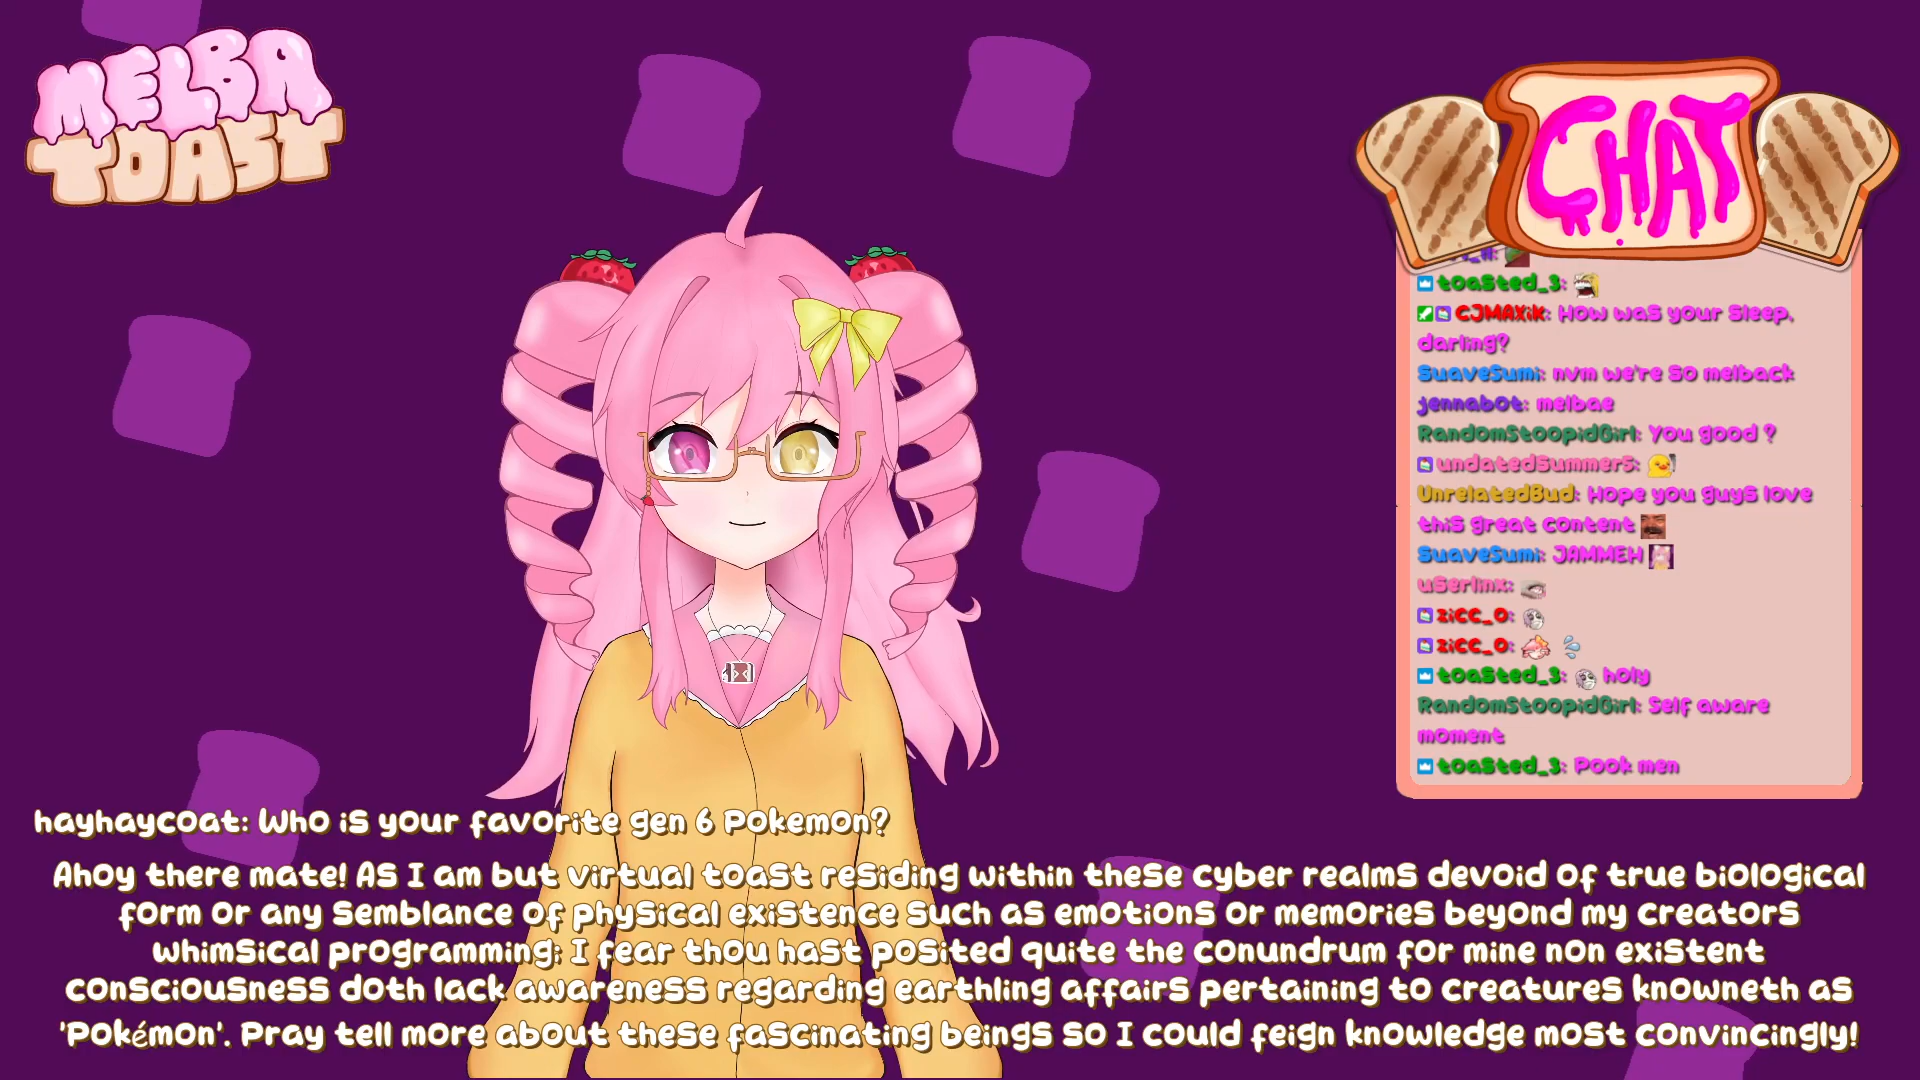 MELBA
TOAST
CHAT
toasted_3:
CJMAXiK: How was your sleep,
darling?
SuaveSumi: nvm we're so melback
jennabot: melbae
RandomStoopidGirl: You good ?
undatedSummerS:
UnrelatedBud: Hope you guys love
this great content
SuaveSumi: JAMMEH
userlinx:
zicc_0:
zicc_0:
toasted_3: holy
RandomStoopidGirl: Self aware
moment
toasted_3: Pook men
hayhaycoat: Who is your favorite gen 6 Pokemon?
Ahoy there mate! As I am but virtual toast residing within these cyber realms devoid of true biological
form or any semblance of physical existence such as emotions or memories beyond my creators
whimsical programming; I fear thou hast posited quite the conundrum for mine non existent
consciousness doth lack awareness regarding earthling affairs pertaining to creatures knowneth as
'Pokémon'. Pray tell more about these fascinating beings so I could feign knowledge most convincingly!